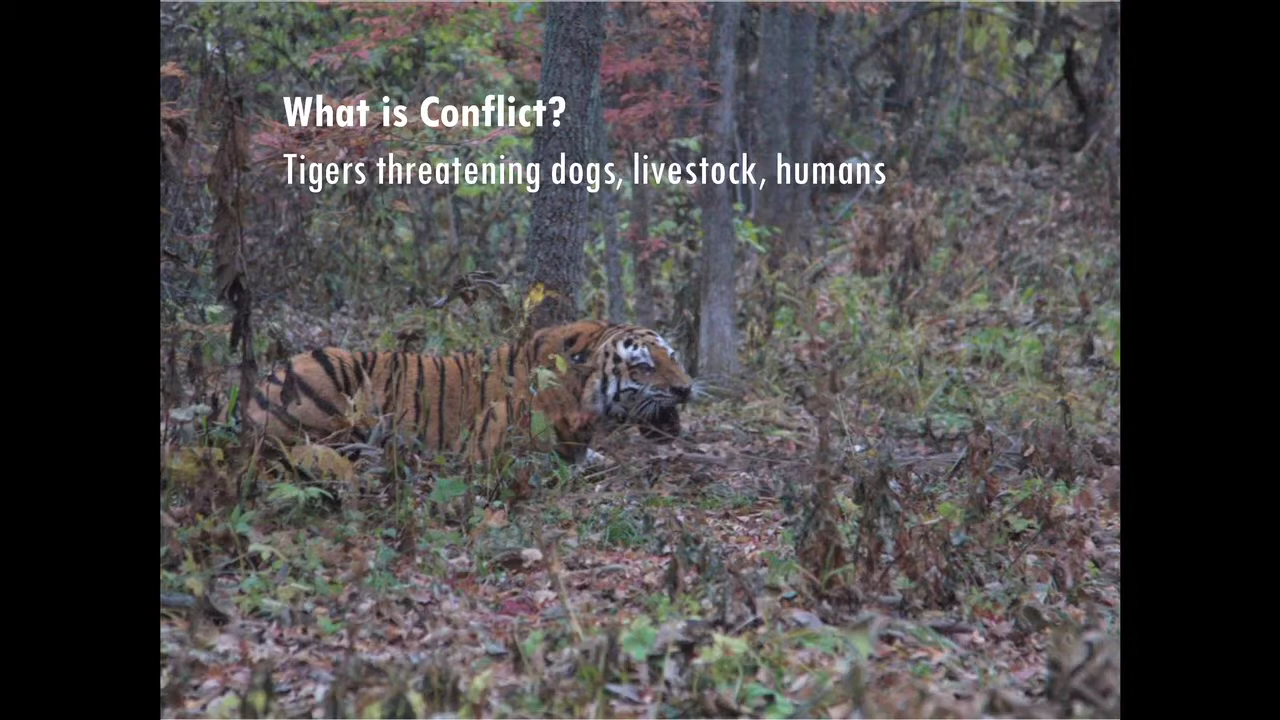 What is Conflict?
Tigers threatening dogs, livestock, humans